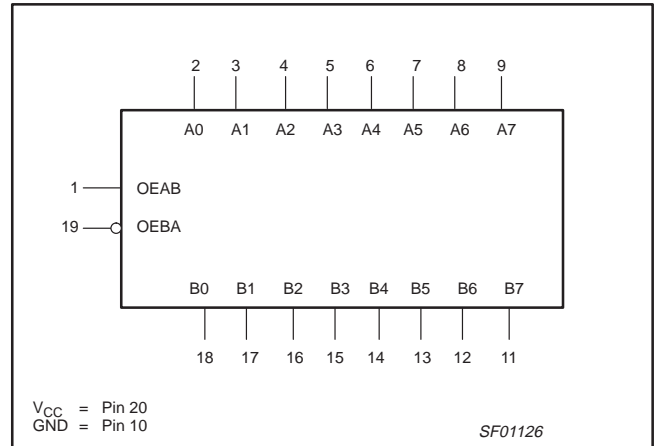 2 3 4 5 6 7 8 9
A0 A1 A2 A3 A4 A5 A6 A7
1 OEAB
19 OEBA
B0 B1 B2 B3 B4 B5 B6 B7
18 17 16 15 14 13 12 11
VCC = Pin 20
GND = Pin 10
SF01126